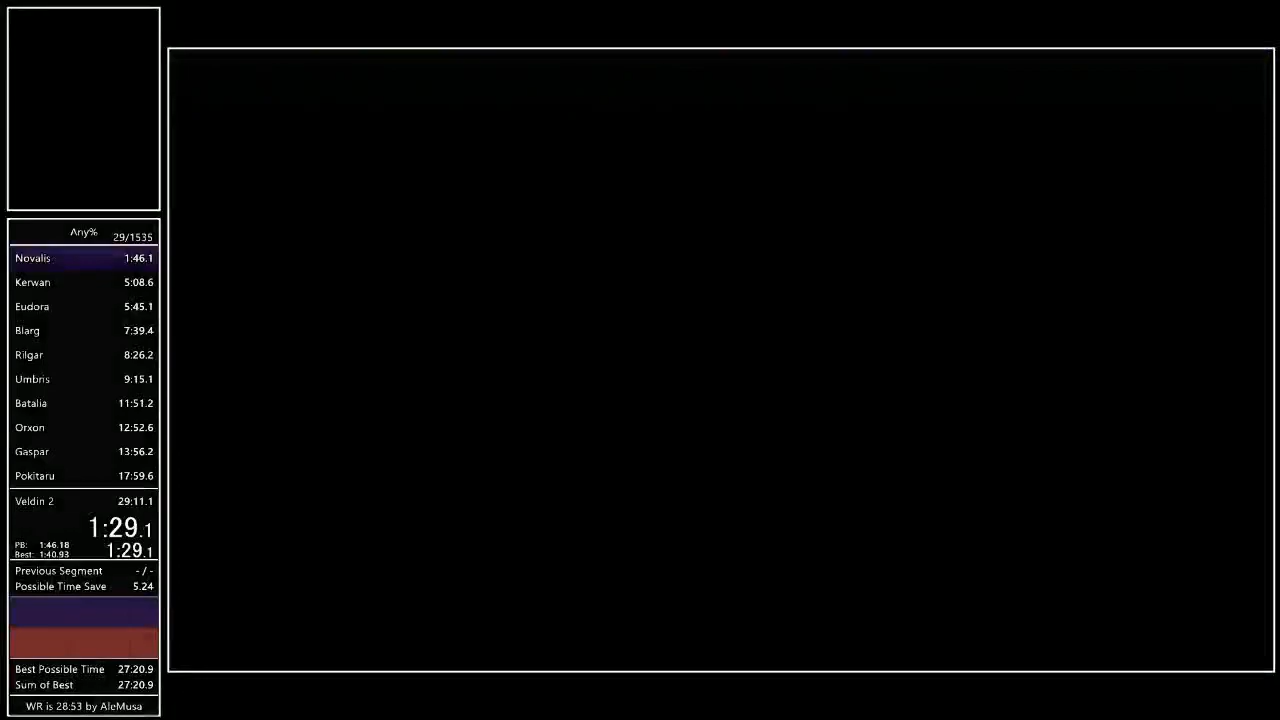 Any%
29/1535
Novalis 1:46.1
Kerwan 5:08.6
Eudora 5:45.1
Blarg 7:39.4
Rilgar 8:26.2
Umbris 9:15.1
Batalia 11:51.2
Orxon 12:52.6
Gaspar 13:56.2
Pokitaru 17:59.6
Veldin 2 29:11.1
1:29.1
PB: 1:46.18
Best: 1:40.93
1:29.1
Previous Segment - / -
Possible Time Save 5.24
Best Possible Time 27:20.9
Sum of Best 27:20.9
WR is 28:53 by AleMusa